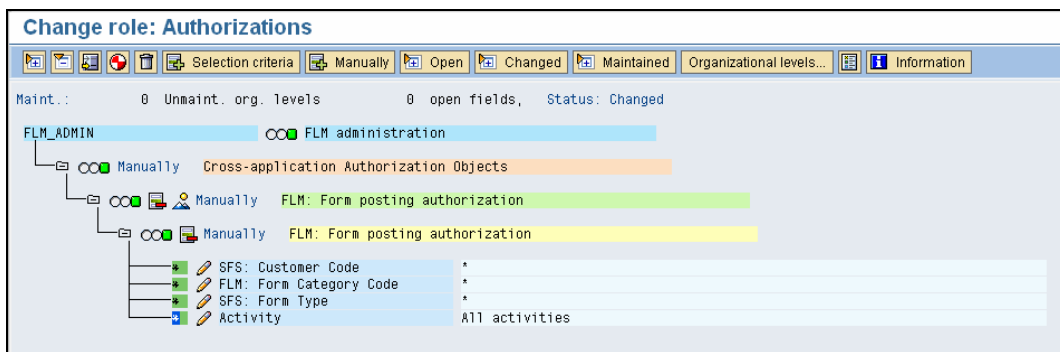 Change role: Authorizations
Selection criteria Manually Open Changed Maintained Organizational levels... Information
Maint.: 0 Unmaint. org. levels 0 open fields, Status: Changed
FLM_ADMIN FLM administration
Manually Cross-application Authorization Objects
Manually FLM: Form posting authorization
Manually FLM: Form posting authorization
SFS: Customer Code *
FLM: Form Category Code *
SFS: Form Type *
Activity All activities